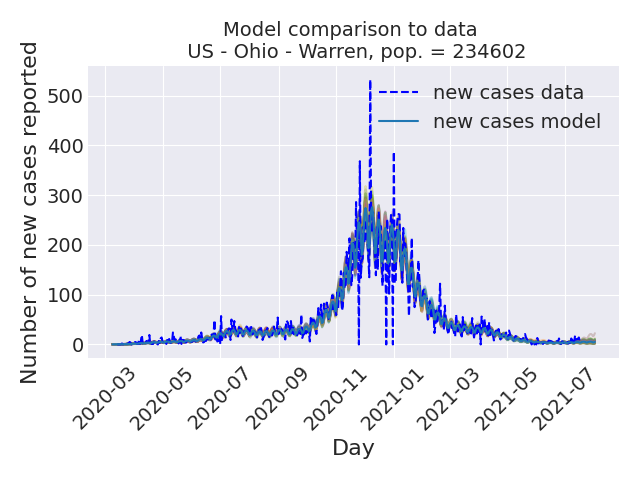 Model comparison to data
US - Ohio - Warren, pop. = 234602
Number of new cases reported
500
400
300
200
100
0
new cases data
new cases model
2020-03
2020-05
2020-07
2020-09
2020-11
2021-01
2021-03
2021-05
2021-07
Day